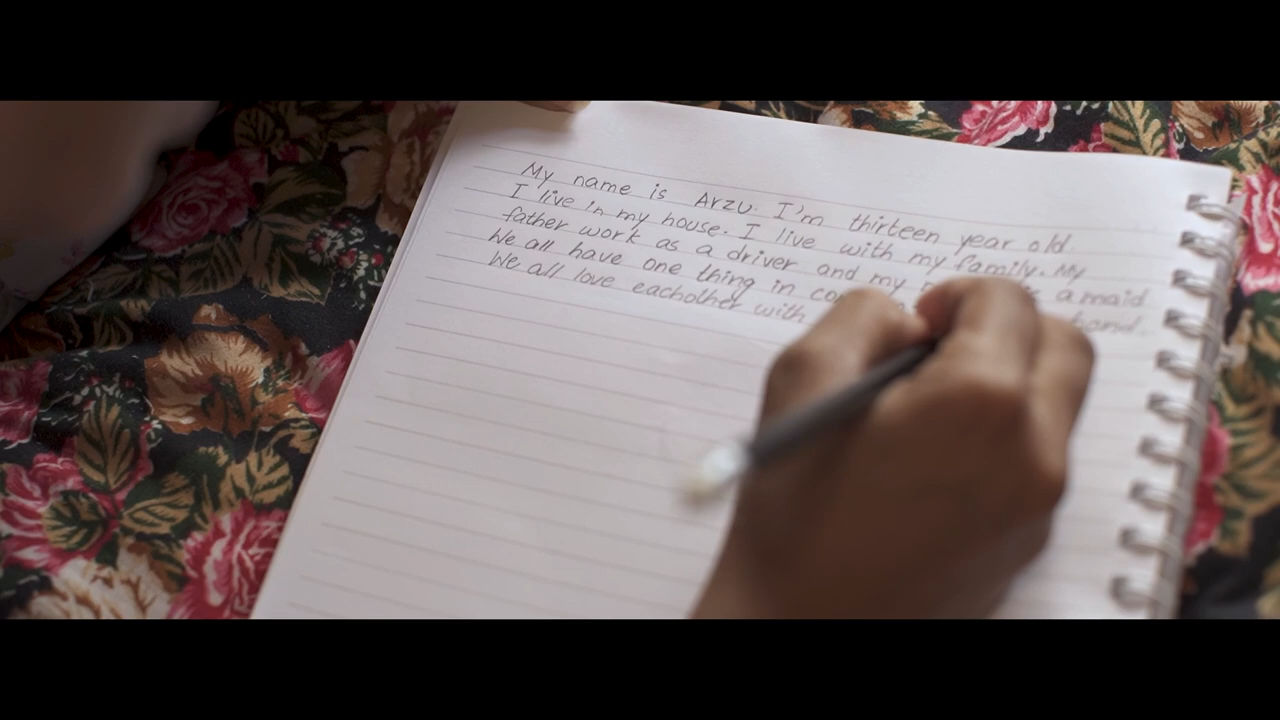 My name is Arzu. I'm thirteen year old.
I live in my house. I live with my family. My
father work as a driver and my a maid
We all have one thing in
We all love eachother with